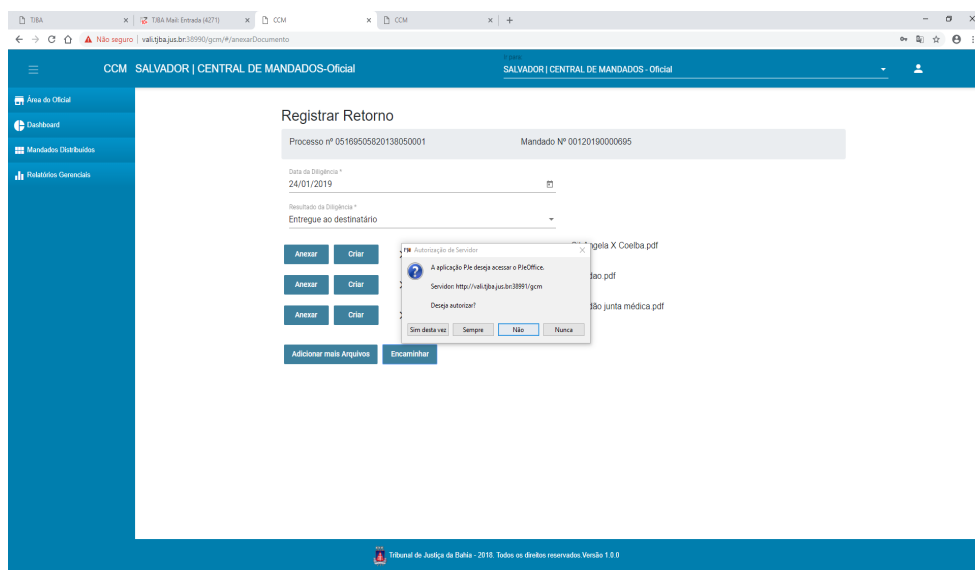 TJBA
TJBA Mail: Entrada (4271)
CCM
CCM
Não seguro | vali.tjba.jus.br:38990/gcm/#/anexarDocumento
CCM SALVADOR | CENTRAL DE MANDADOS-Oficial
SALVADOR | CENTRAL DE MANDADOS - Oficial
Área do Oficial
Dashboard
Mandados Distribuídos
Relatórios Gerenciais
Registrar Retorno
Processo nº 05169505820138050001
Mandado Nº 00120190000695
Data da Diligência *
24/01/2019
Resultado da Diligência *
Entregue ao destinatário
Anexar Criar
Angela X Coelba.pdf
Anexar Criar
dao.pdf
Anexar Criar
dão junta médica.pdf
Autorização de Servidor
A aplicação PJe deseja acessar o PJeOffice.
Servidor: http://vali.tjba.jus.br:38991/gcm
Deseja autorizar?
Sim desta vez Sempre Não Nunca
Adicionar mais Arquivos Encaminhar
Tribunal de Justiça da Bahia - 2018. Todos os direitos reservados.Versão 1.0.0